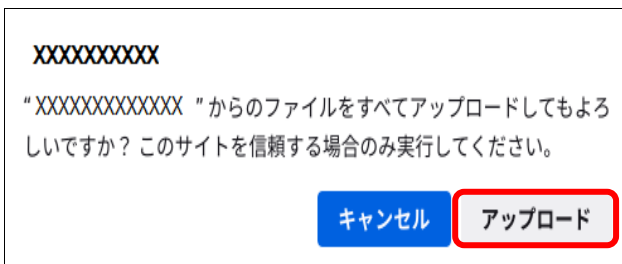 XXXXXXXXXX
“ XXXXXXXXXXXXX ” からのファイルをすべてアップロードしてもよろ
しいですか？ このサイトを信頼する場合のみ実行してください。
キャンセル アップロード